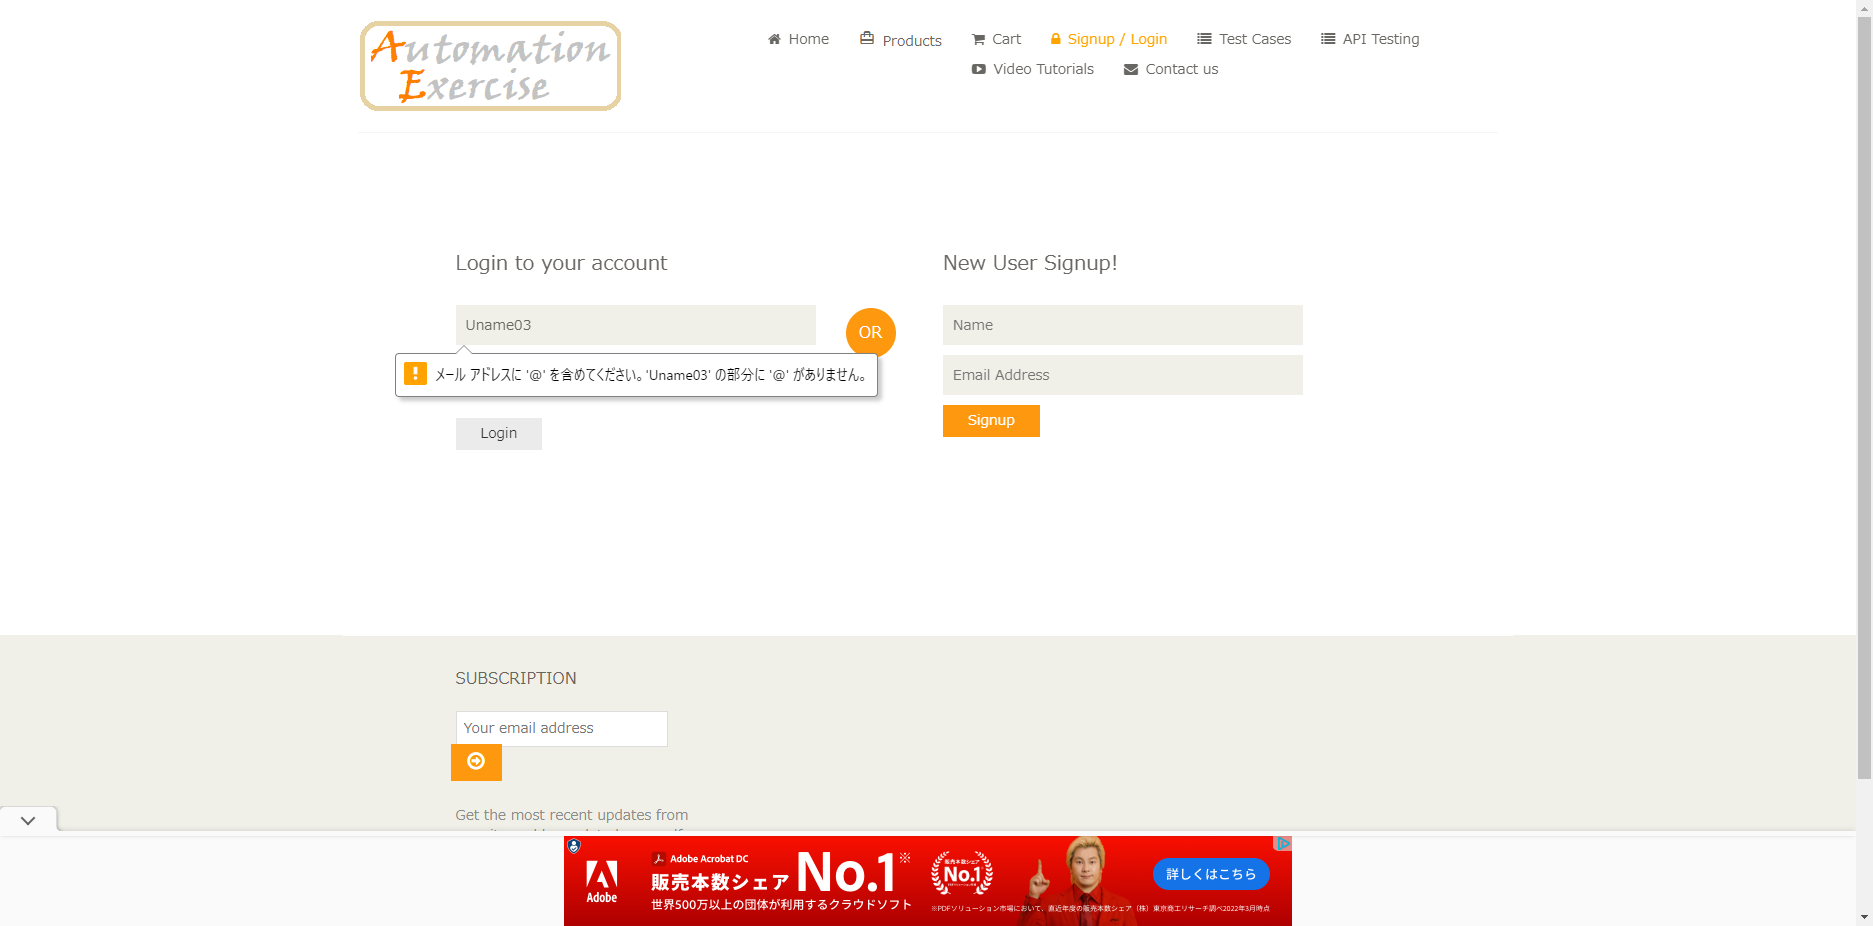 Automation
Exercise
Home
Products
Cart
Signup / Login
Test Cases
API Testing
Video Tutorials
Contact us
Login to your account
New User Signup!
Uname03
OR
Name
メール アドレスに '@' を含めてください。'Uname03' の部分に '@' がありません。
Email Address
Login
Signup
SUBSCRIPTION
Your email address
Get the most recent updates from
Adobe
Adobe Acrobat DC
販売本数シェア No.1※
世界500万以上の団体が利用するクラウドソフト
販売本数シェア
No.1
詳しくはこちら
※PDFソリューション市場において、直近年度の販売本数シェア（株）東京商工リサーチ調べ2022年3月時点